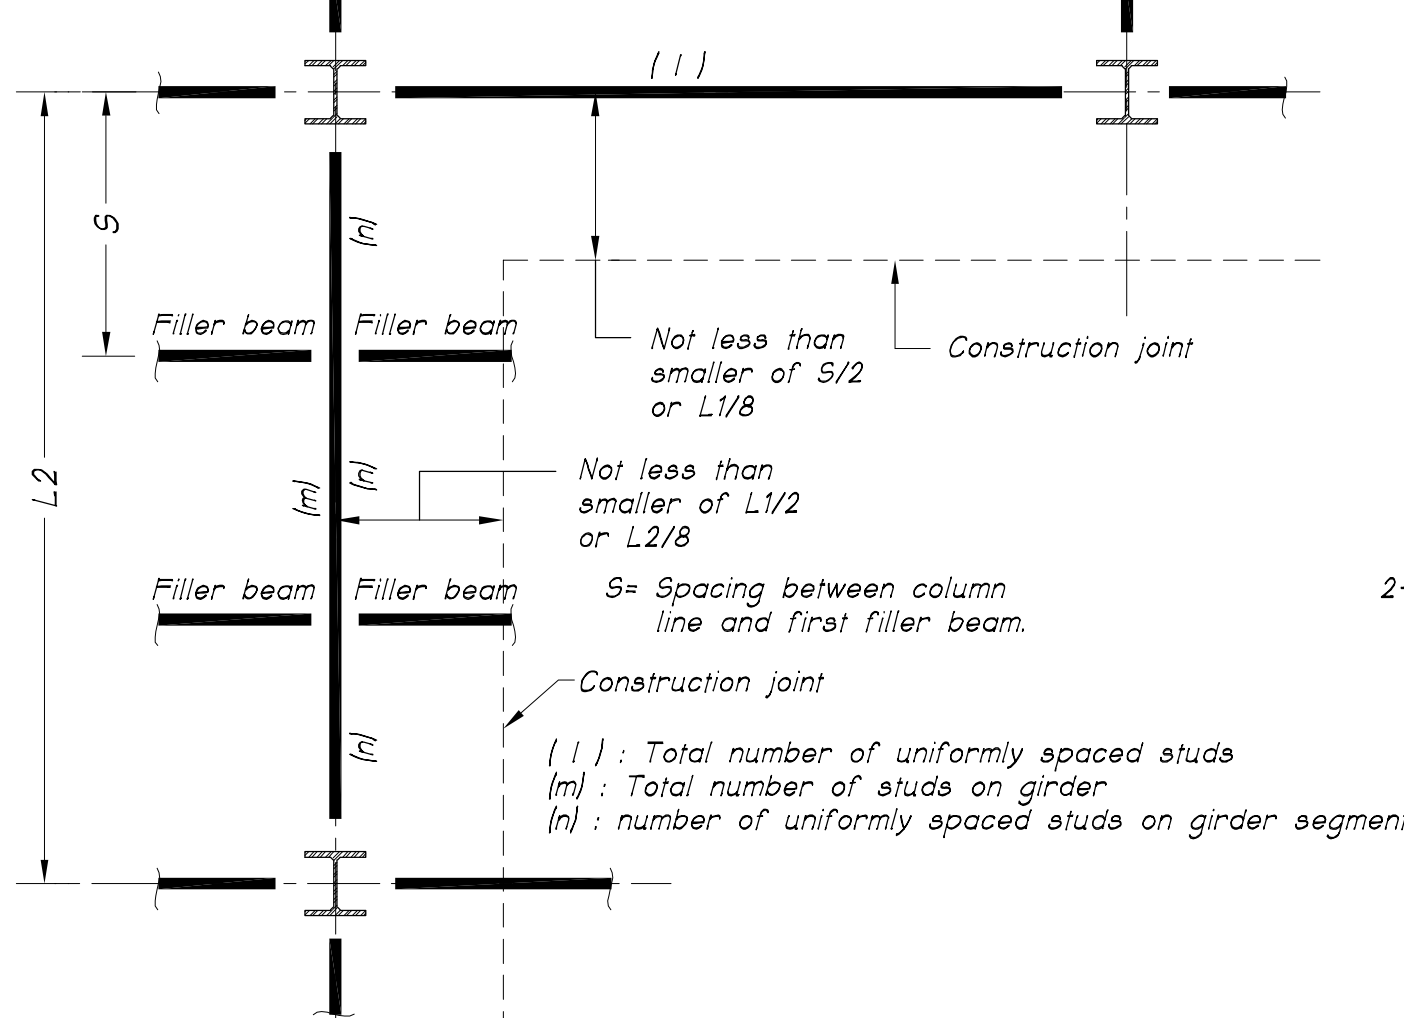 ( l )
(n)
S
Filler beam
Filler beam
Not less than
smaller of S/2
or L1/8
Construction joint
L2
(m)
(n)
Not less than
smaller of L1/2
or L2/8
Filler beam
Filler beam
S= Spacing between column
line and first filler beam.
2-
Construction joint
(n)
( l ) : Total number of uniformly spaced studs
(m) : Total number of studs on girder
(n) : number of uniformly spaced studs on girder segment